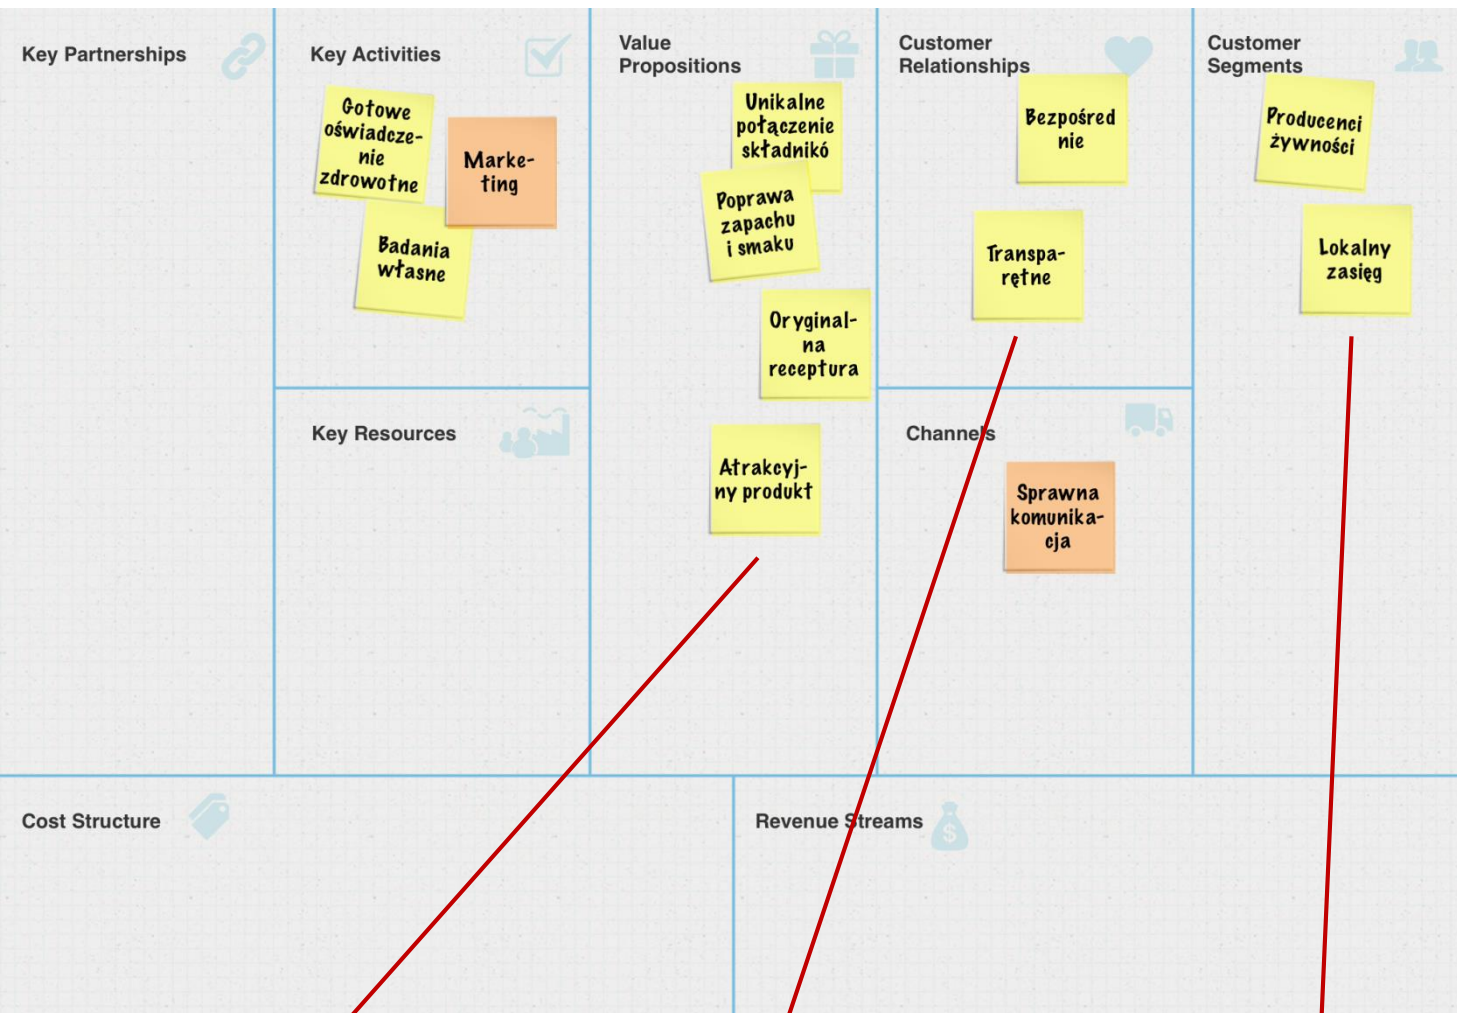 Key Partnerships
Key Activities
Gotowe
oświadcze-
nie
zdrowotne
Marke-
ting
Badania
własne
Key Resources
Value
Propositions
Unikalne
połączenie
składnikó
Poprawa
zapachu
i smaku
Oryginal-
na
receptura
Atrakcyj-
ny produkt
Customer
Relationships
Bezpośred
nie
Transpa-
rętne
Channels
Sprawna
komunika-
cja
Customer
Segments
Producenci
żywności
Lokalny
zasięg
Cost Structure
Revenue Streams
$